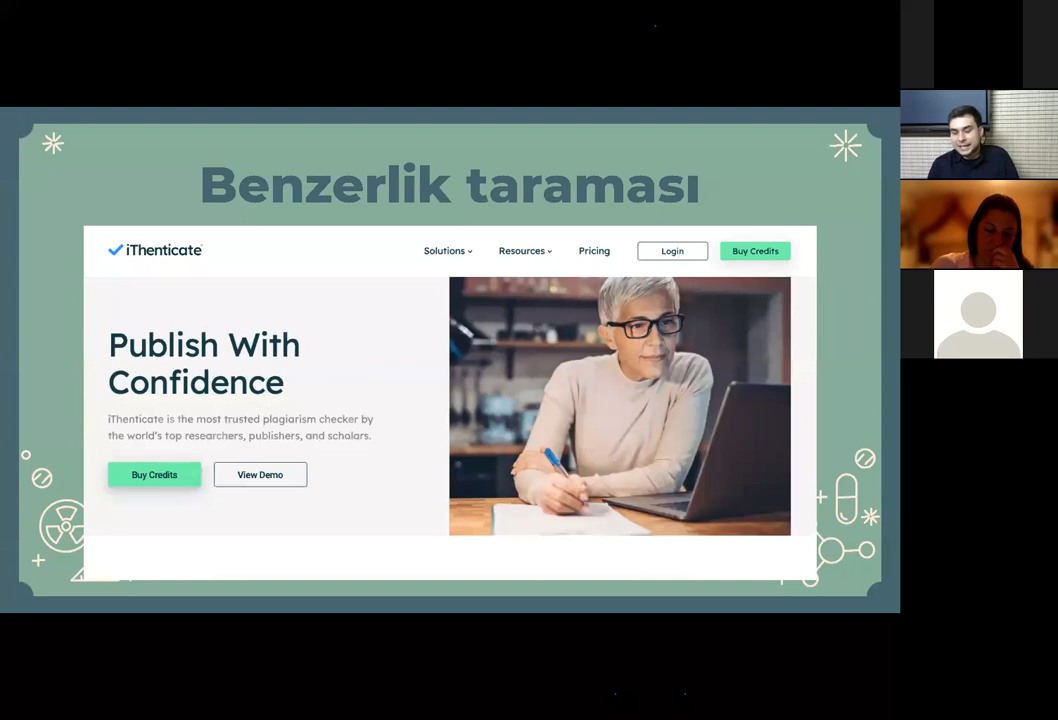 Benzerlik taraması
iThenticate
Solutions
Resources
Pricing
Login
Buy Credits
Publish With
Confidence
iThenticate is the most trusted plagiarism checker by
the world's top researchers, publishers, and scholars.
Buy Credits
View Demo